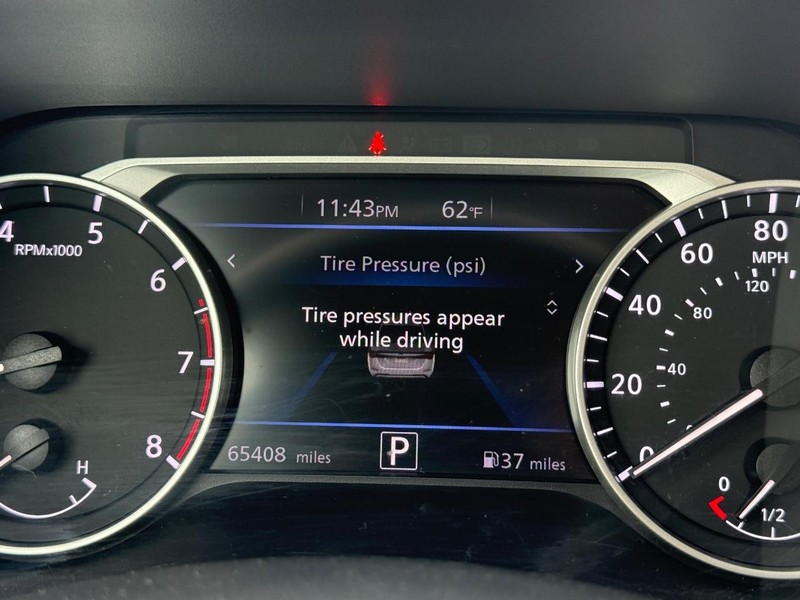 11:43PM 62°F
Tire Pressure (psi)
Tire pressures appear
while driving
65408 miles
P
37 miles
4
5
6
7
8
RPMx1000
H
0
20
40
60
80
MPH
40
80
120
0
1/2